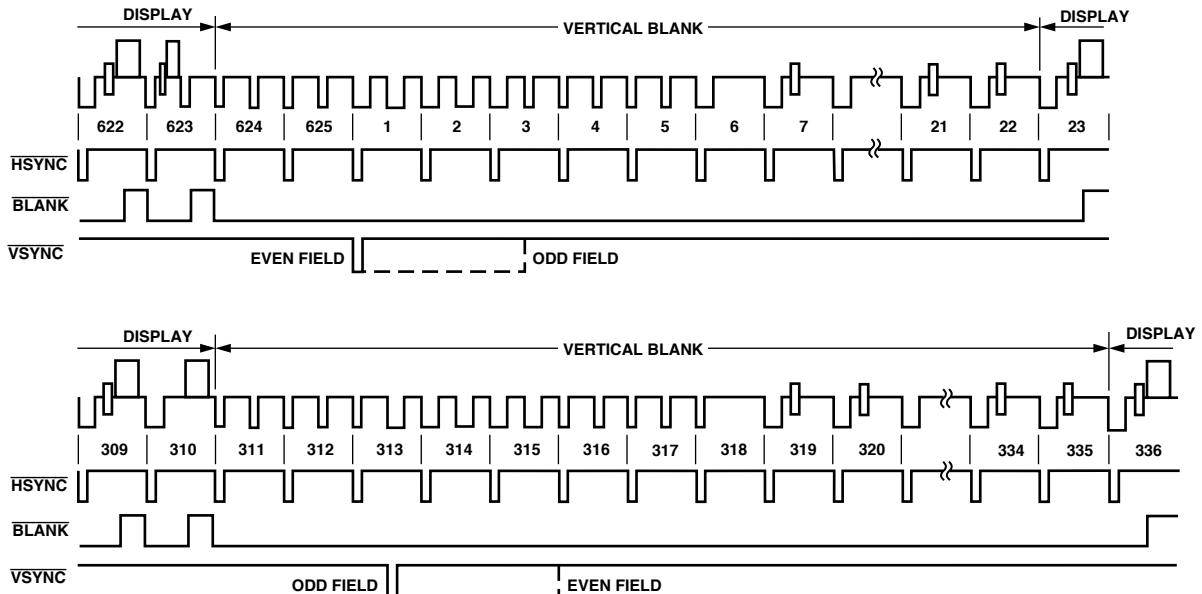 DISPLAY VERTICAL BLANK DISPLAY
622 623 624 625 1 2 3 4 5 6 7 21 22 23
HSYNC
BLANK
VSYNC
EVEN FIELD ODD FIELD
DISPLAY VERTICAL BLANK DISPLAY
309 310 311 312 313 314 315 316 317 318 319 320 334 335 336
HSYNC
BLANK
VSYNC
ODD FIELD EVEN FIELD